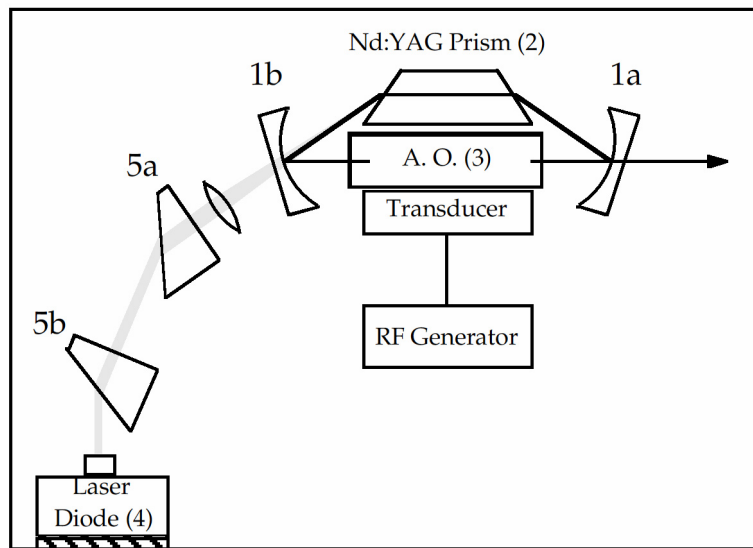 Nd:YAG Prism (2)
1b
1a
5a
A. O. (3)
Transducer
5b
RF Generator
Laser
Diode (4)